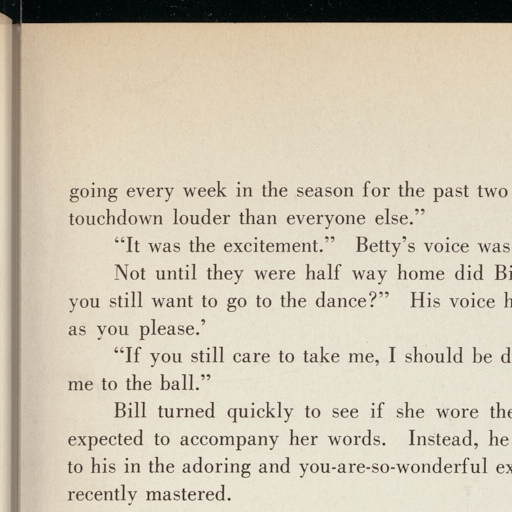 going every week in the season for the past two
touchdown louder than everyone else.”
“It was the excitement.” Betty’s voice was
Not until they were half way home did
you still want to go to the dance?” His voice
as you please.’
“If you still care to take me, I should be
me to the ball.”
Bill turned quickly to see if she wore
expected to accompany her words. Instead, he
to his in the adoring and you-are-so-wonderful
recently mastered.